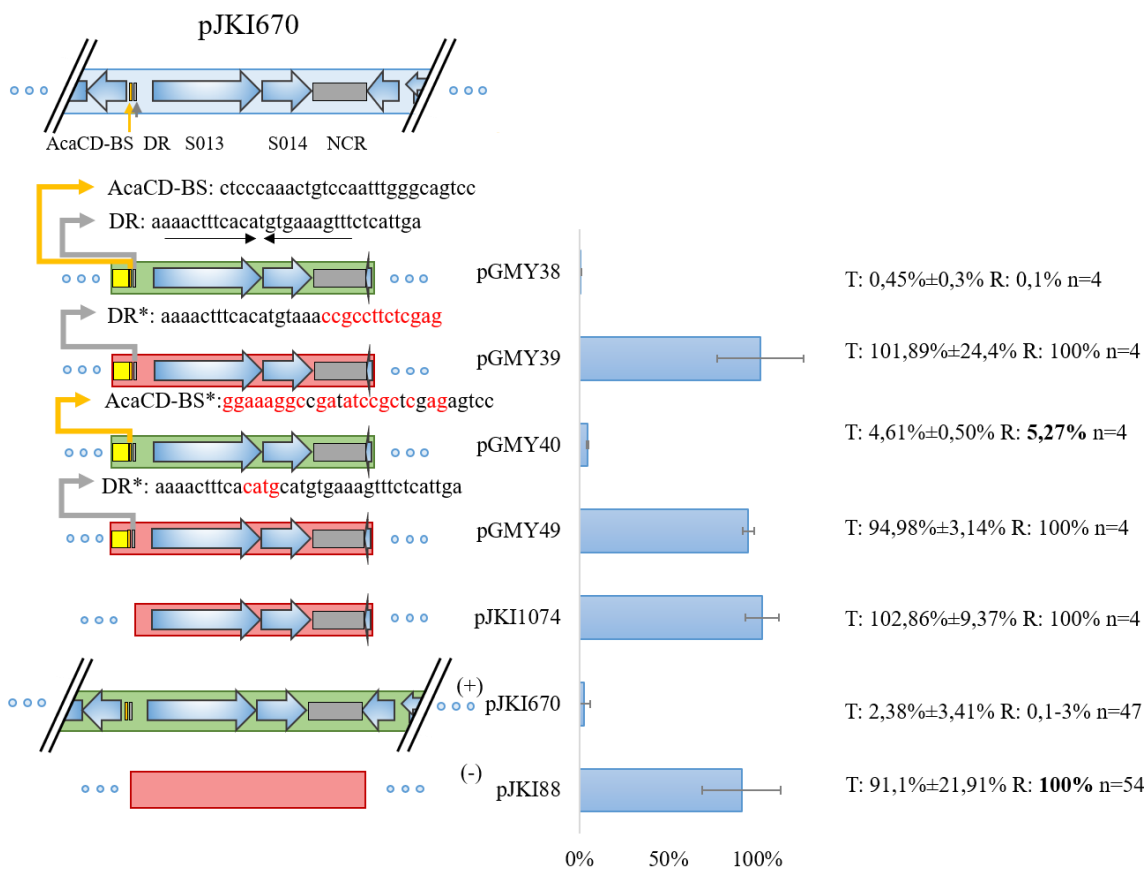 pJKI670
AcaCD-BS DR S013 S014 NCR
AcaCD-BS: ctcccaaactgtccaatttgggcagtcc
DR: aaaactttcacatgtgaaagtttctcattga
pGMY38 T: 0,45%±0,3% R: 0,1% n=4
DR*: aaaactttcacatgtaaaccgccttctcgag
pGMY39 T: 101,89%±24,4% R: 100% n=4
AcaCD-BS*:ggaaaggccgatatccgctcgagagtcc
pGMY40 T: 4,61%±0,50% R: 5,27% n=4
DR*: aaaactttcacatgcatgtgaaagtttctcattga
pGMY49 T: 94,98%±3,14% R: 100% n=4
pJKI1074 T: 102,86%±9,37% R: 100% n=4
(+) pJKI670 T: 2,38%±3,41% R: 0,1-3% n=47
(-) pJKI88 T: 91,1%±21,91% R: 100% n=54
0% 50% 100%